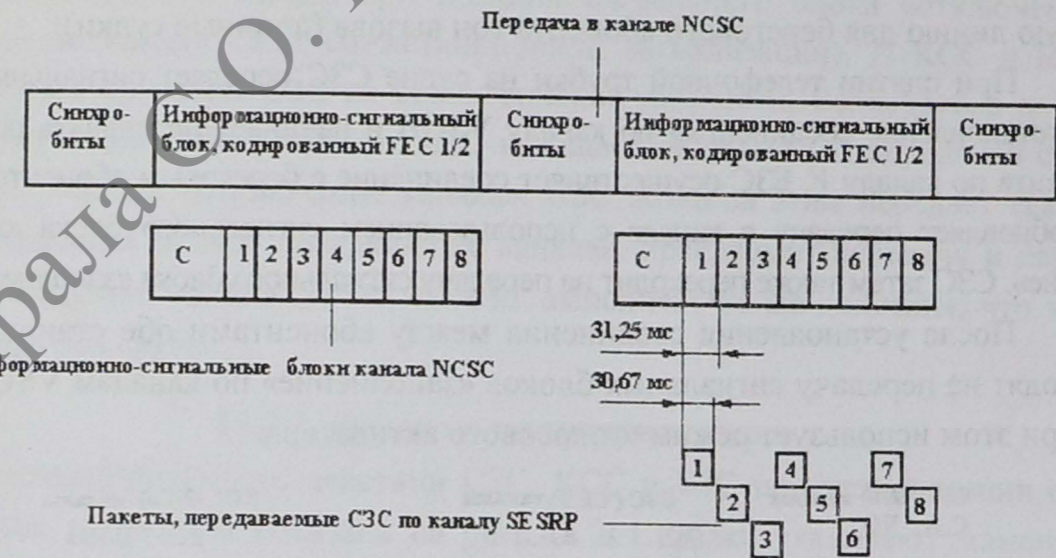 Передача в канале NCSC
Синхро-
биты
Информационно-сигнальный
блок, кодированный FEC 1/2
Синхро-
биты
Информационно-сигнальный
блок, кодированный FEC 1/2
Синхро-
биты
С 1 2 3 4 5 6 7 8
С 1 2 3 4 5 6 7 8
31,25 мс
формационно-сигнальные блоки канала NCSC
30,67 мс
1 4 7
2 5 8
Пакеты, передаваемые СЗС по каналу SESRP
3 6